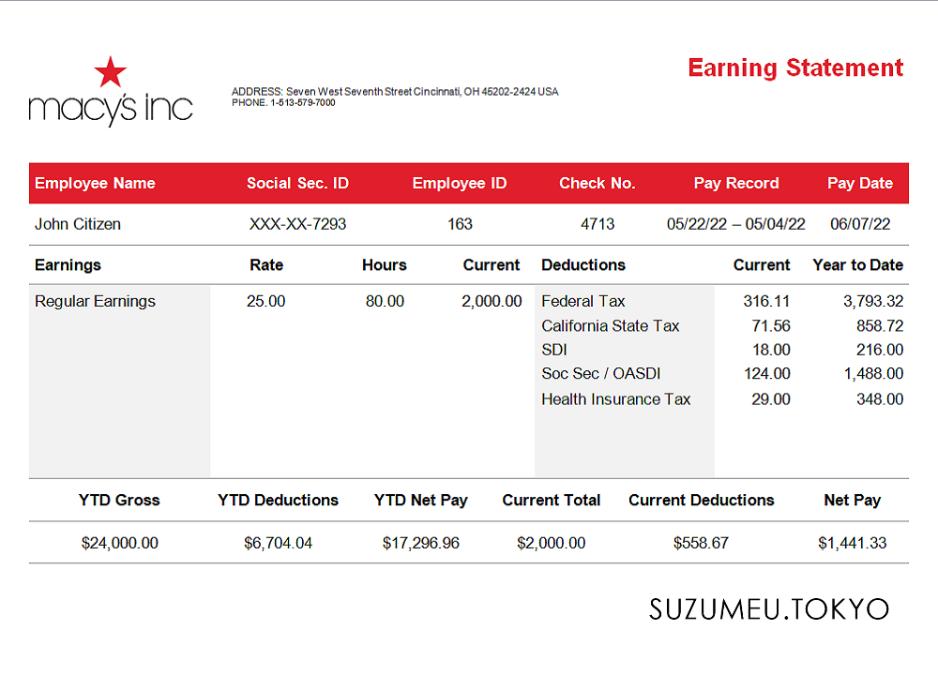 Earning Statement
macy's inc
ADDRESS: Seven West Seventh Street Cincinnati, OH 45202-2424 USA
PHONE. 1-513-579-7000
Employee Name Social Sec. ID Employee ID Check No. Pay Record Pay Date
John Citizen XXX-XX-7293 163 4713 05/22/22 – 05/04/22 06/07/22
Earnings Rate Hours Current Deductions Current Year to Date
Regular Earnings 25.00 80.00 2,000.00 Federal Tax 316.11 3,793.32
California State Tax 71.56 858.72
SDI 18.00 216.00
Soc Sec / OASDI 124.00 1,488.00
Health Insurance Tax 29.00 348.00
YTD Gross YTD Deductions YTD Net Pay Current Total Current Deductions Net Pay
$24,000.00 $6,704.04 $17,296.96 $2,000.00 $558.67 $1,441.33
SUZUMEU.TOKYO